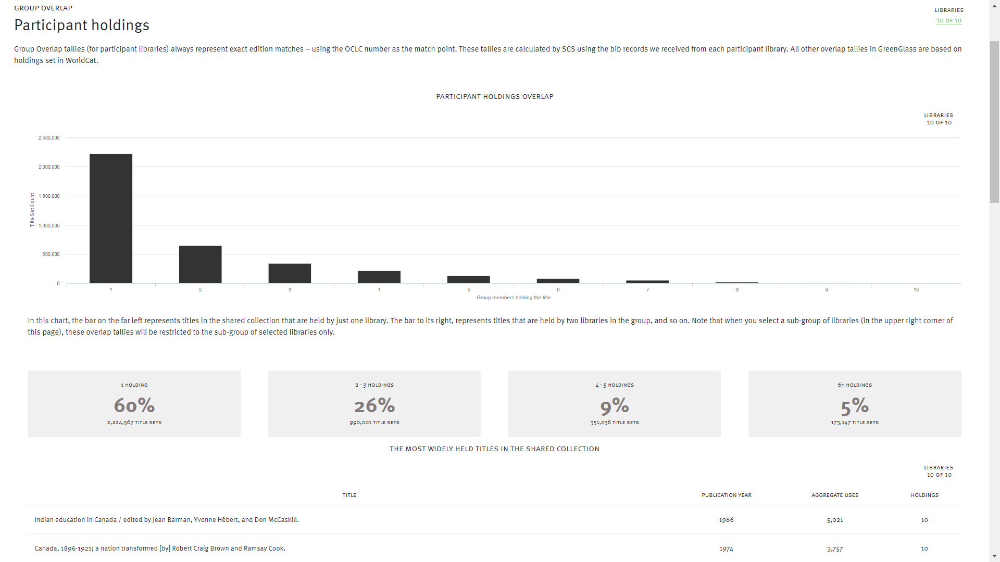 GROUP OVERLAP
LIBRARIES
10 OF 10
Participant holdings
Group Overlap tallies (for participant libraries) always represent exact edition matches – using the OCLC number as the match point. These tallies are calculated by SCS using the bib records we received from each participant library. All other overlap tallies in GreenGlass are based on
holdings set in WorldCat.
PARTICIPANT HOLDINGS OVERLAP
LIBRARIES
10 OF 10
2,500,000
2,000,000
1,500,000
1,000,000
500,000
0
Title-Set Count
1 2 3 4 5 6 7 8 9 10
Group members holding the title
In this chart, the bar on the far left represents titles in the shared collection that are held by just one library. The bar to its right, represents titles that are held by two libraries in the group, and so on. Note that when you select a sub-group of libraries (in the upper right corner of
this page), these overlap tallies will be restricted to the sub-group of selected libraries only.
1 HOLDING
60%
2,224,567 TITLE SETS
2 - 3 HOLDINGS
26%
990,001 TITLE SETS
4 - 5 HOLDINGS
9%
351,036 TITLE SETS
6+ HOLDINGS
5%
173,147 TITLE SETS
THE MOST WIDELY HELD TITLES IN THE SHARED COLLECTION
LIBRARIES
10 OF 10
TITLE PUBLICATION YEAR AGGREGATE USES HOLDINGS
Indian education in Canada / edited by Jean Barman, Yvonne Hébert, and Don McCaskill. 1986 5,021 10
Canada, 1896-1921; a nation transformed [by] Robert Craig Brown and Ramsay Cook. 1974 3,757 10